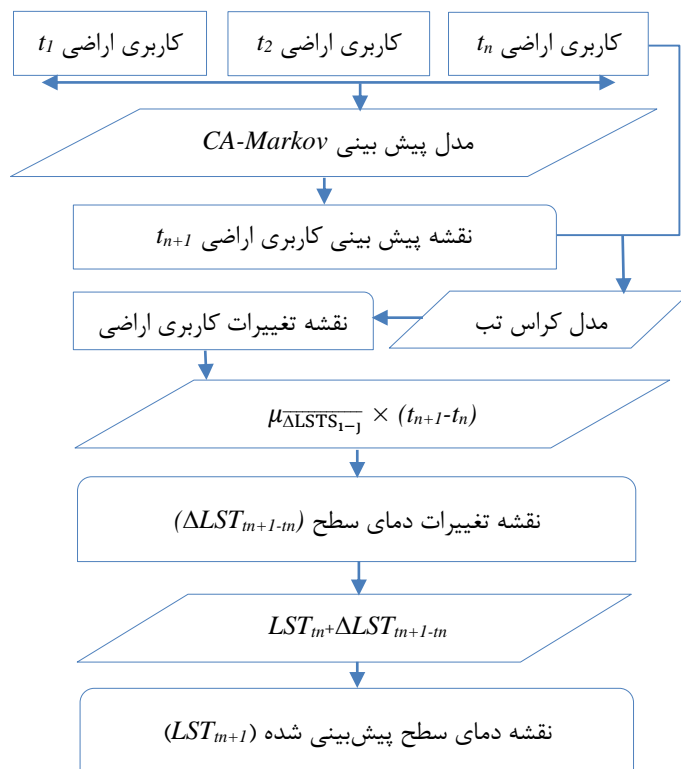 کاربری اراضی t1
کاربری اراضی t2
کاربری اراضی tn
مدل پیش بینی CA-Markov
نقشه پیش بینی کاربری اراضی tn+1
مدل کراس تب
نقشه تغییرات کاربری اراضی
μΔLSTS1−J × (tn+1-tn)
نقشه تغییرات دمای سطح (ΔLSTtn+1-tn)
LSTtn+ΔLSTtn+1-tn
نقشه دمای سطح پیش‌بینی شده (LSTtn+1)